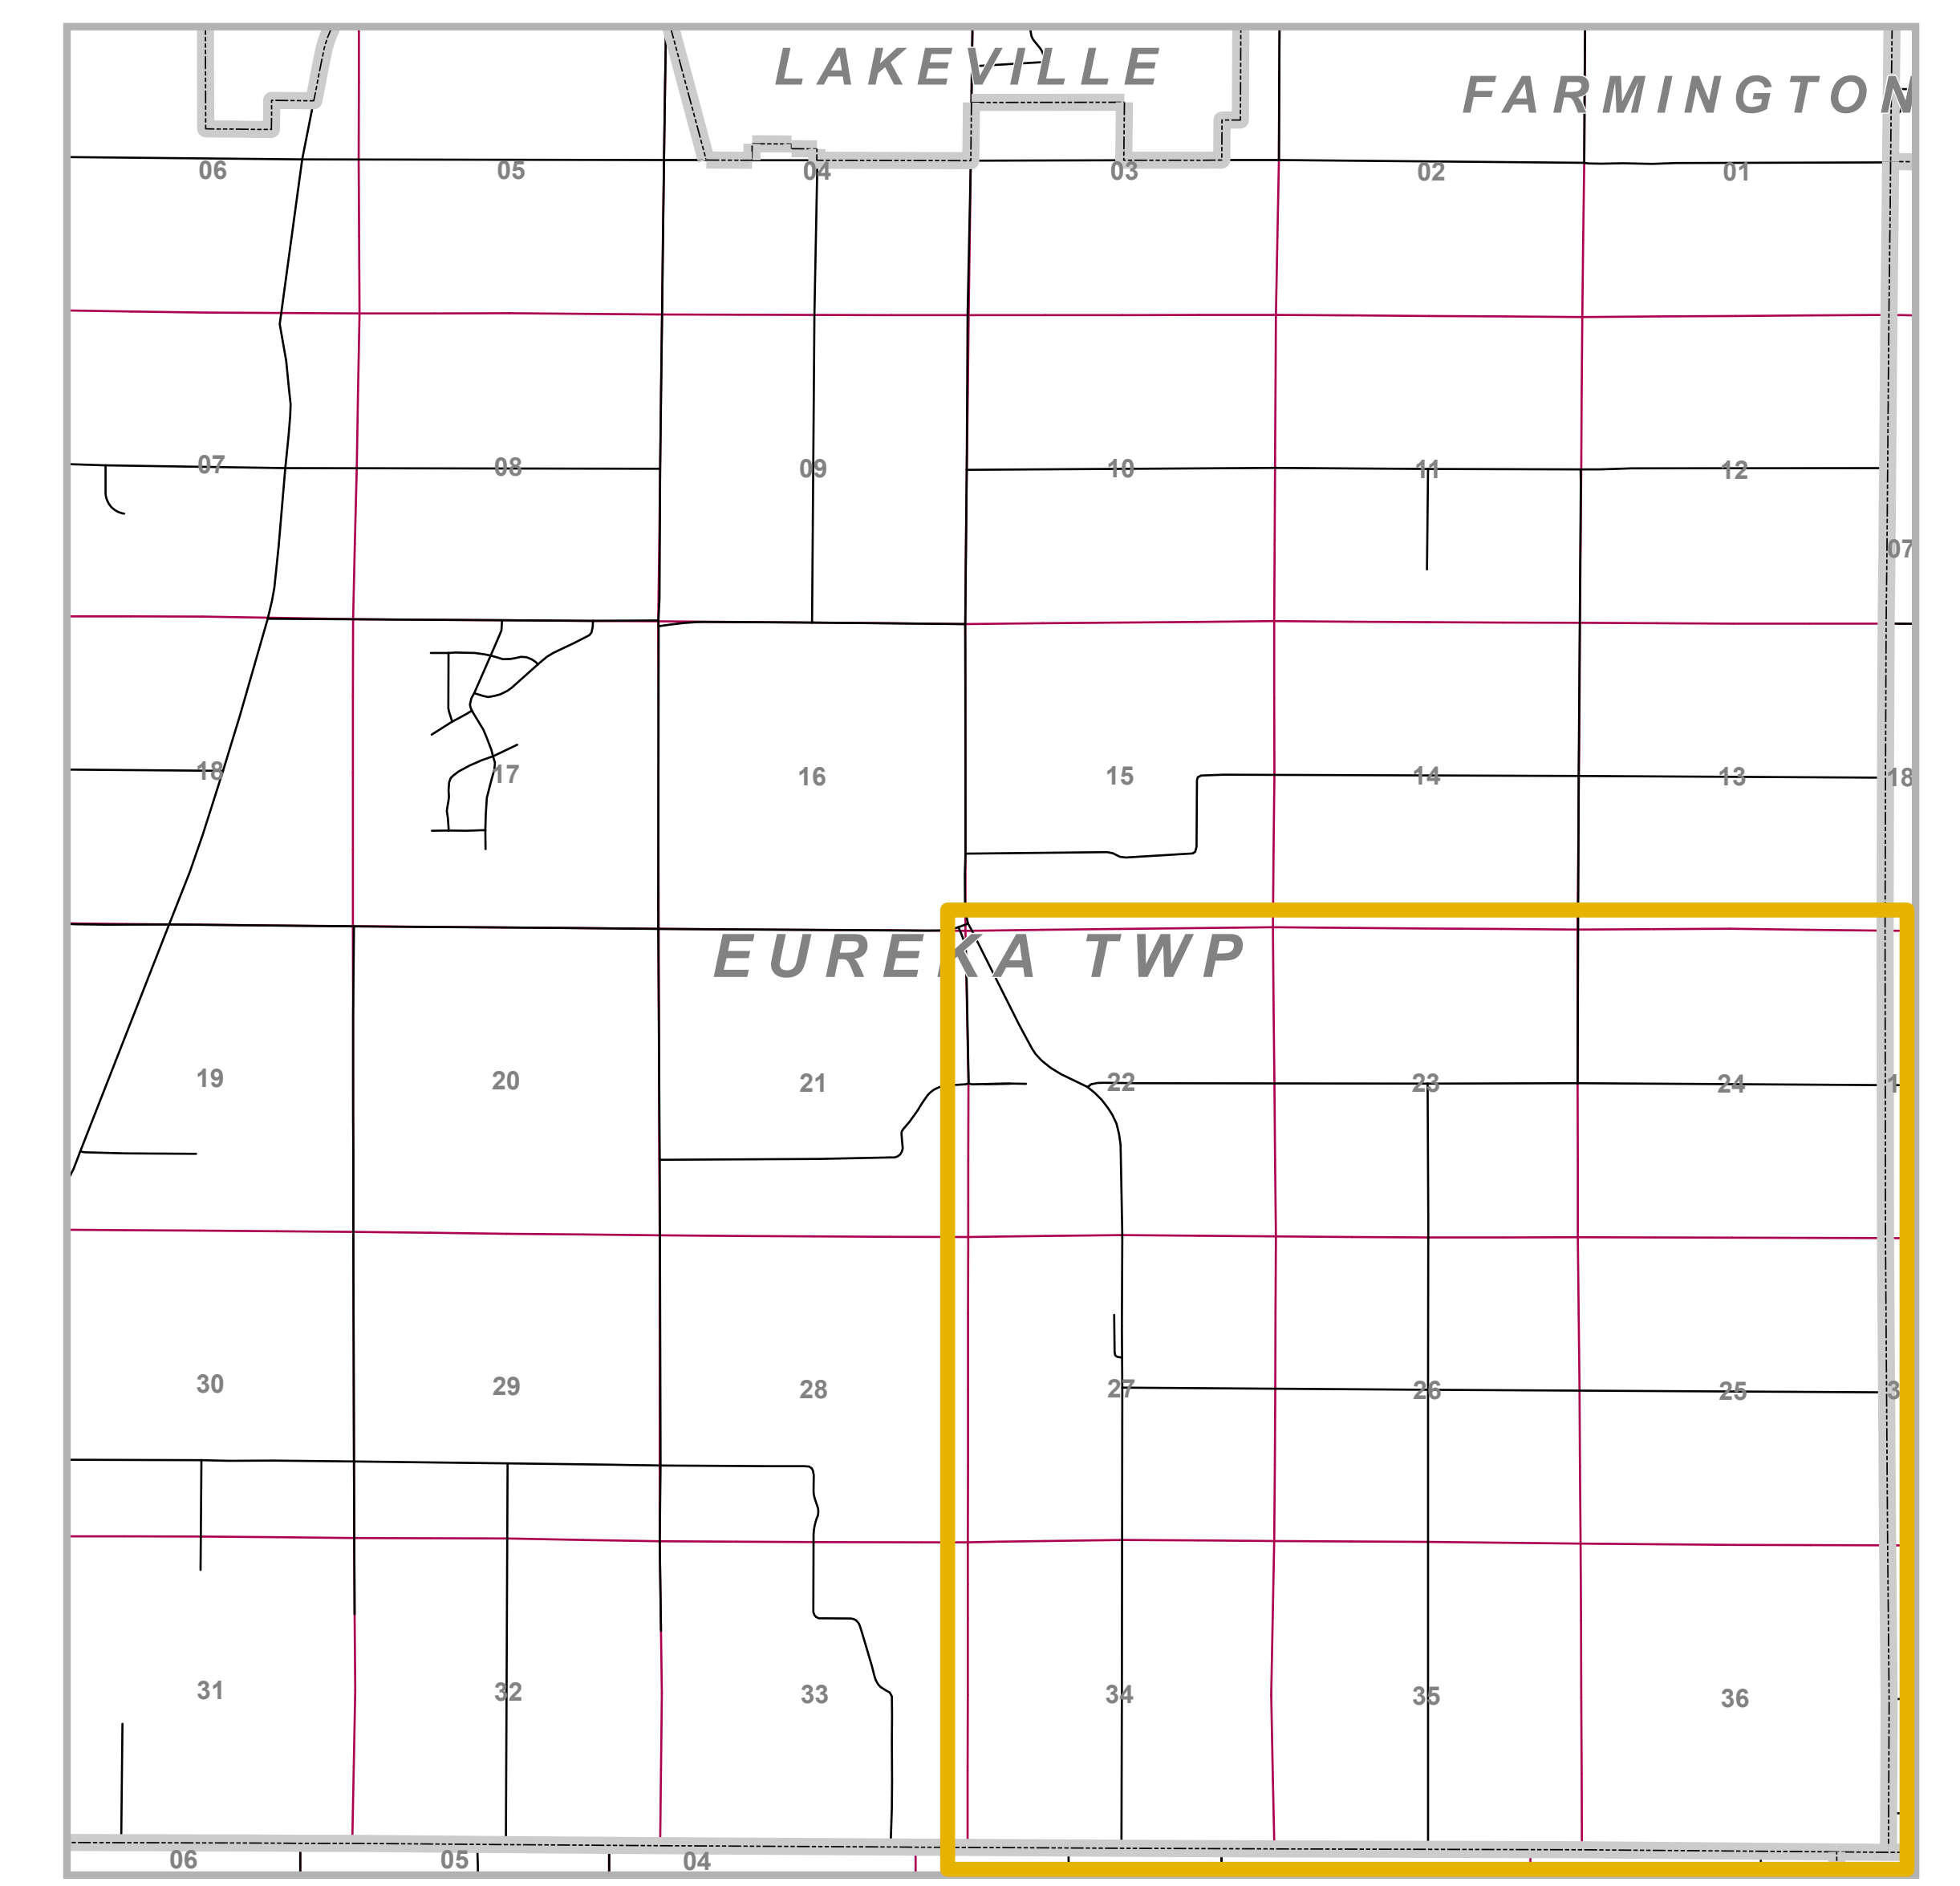 LAKEVILLE
FARMINGTON
06 05 04 03 02 01
07 08 09 10 11 12
07
18 17 16 15 14 13 18
EUREKA TWP
19 20 21 22 23 24
30 29 28 27 26 25
31 32 33 34 35 36
06 05 04